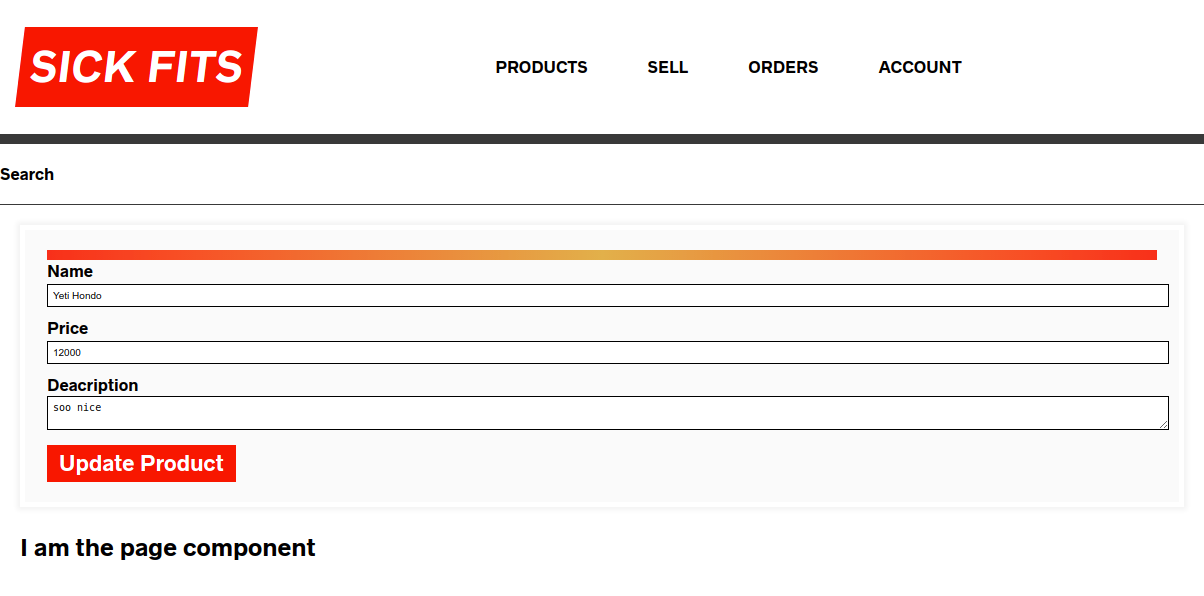 SICK FITS
PRODUCTS SELL ORDERS ACCOUNT
Search
Name
Yeti Hondo
Price
12000
Deacription
soo nice
Update Product
I am the page component